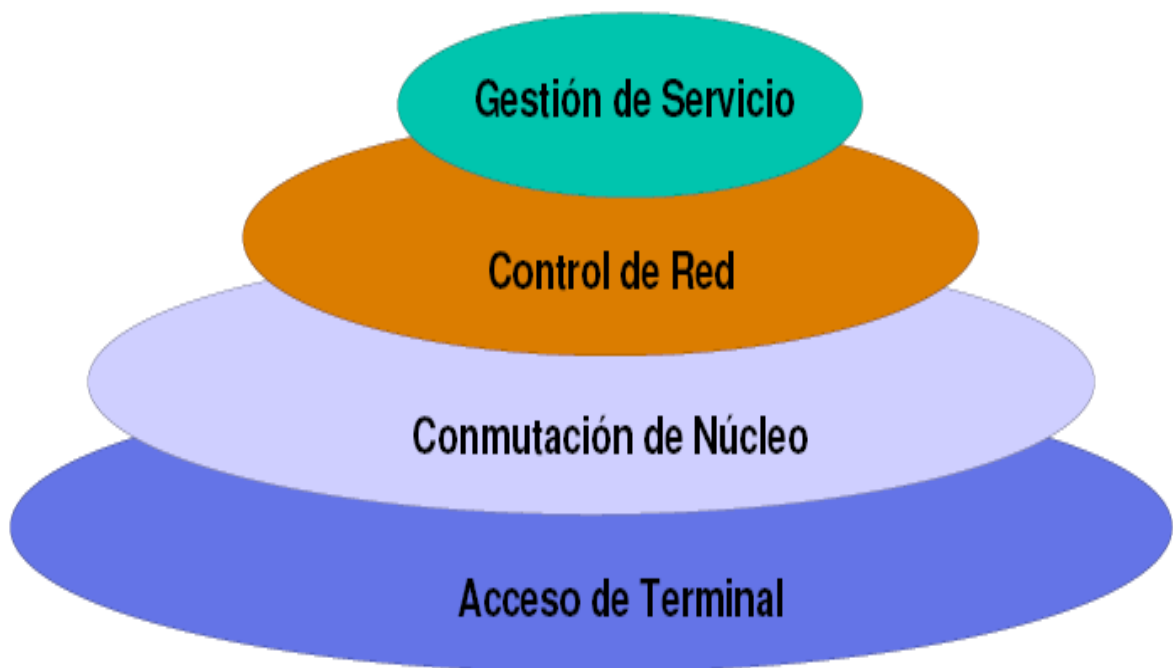 Gestión de Servicio
Control de Red
Conmutación de Núcleo
Acceso de Terminal